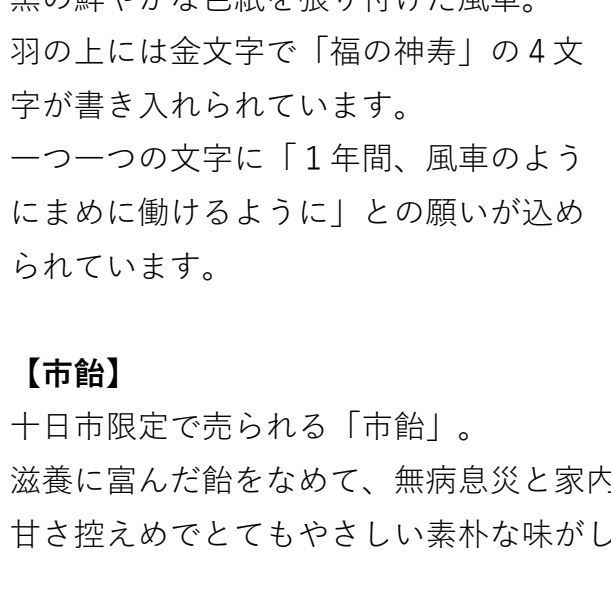 黒の鮮やかな色紙を張り付けた風車。
羽の上には金文字で「福の神寿」の4文
字が書き入れられています。
一つ一つの文字に「1年間、風車のよう
にまめに働けるように」との願いが込め
られています。
【市飴】
十日市限定で売られる「市飴」。
滋養に富んだ飴をなめて、無病息災と家内
甘さ控えめでとてもやさしい素朴な味がし